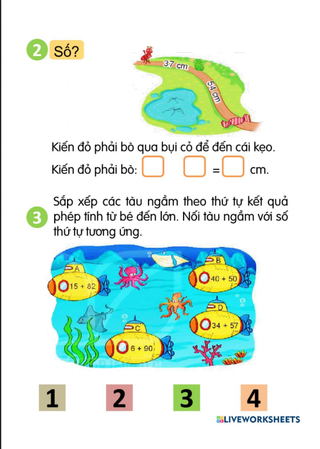 2 Số?
37 cm
54 cm
Kiến đỏ phải bò qua bụi cỏ để đến cái kẹo.
Kiến đỏ phải bò: = cm.
3 Sắp xếp các tàu ngầm theo thứ tự kết quả
phép tính từ bé đến lớn. Nối tàu ngầm với số
thứ tự tương ứng.
A
15 + 82
B
40 + 50
C
6 + 90
D
34 + 57
1 2 3 4
LIVEWORKSHEETS